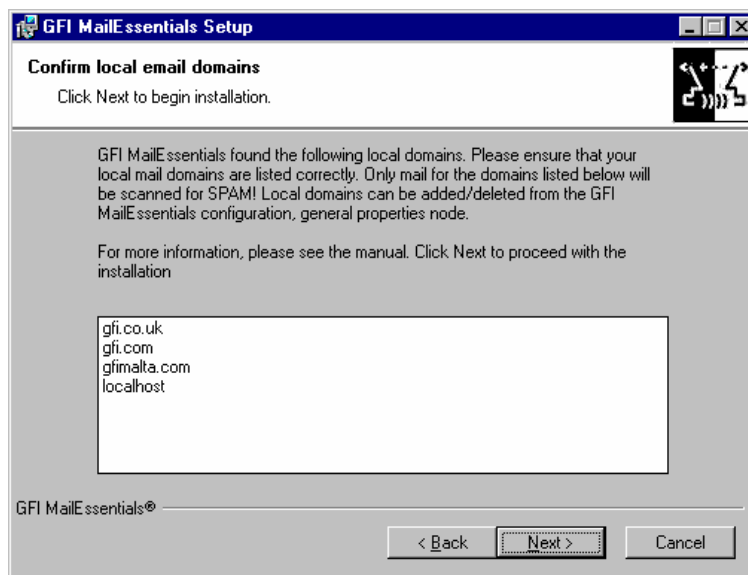 GFI MailEssentials Setup
Confirm local email domains
Click Next to begin installation.
GFI MailEssentials found the following local domains. Please ensure that your
local mail domains are listed correctly. Only mail for the domains listed below will
be scanned for SPAM! Local domains can be added/deleted from the GFI
MailEssentials configuration, general properties node.
For more information, please see the manual. Click Next to proceed with the
installation
gfi.co.uk
gfi.com
gfimalta.com
localhost
GFI MailEssentials®
< Back Next > Cancel